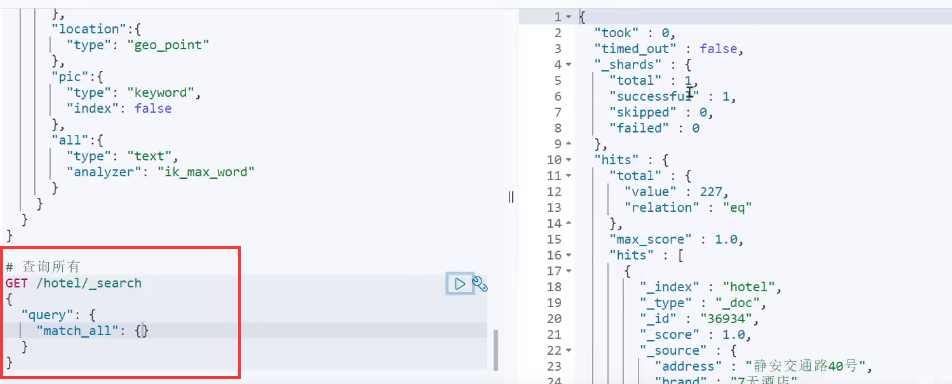 },
"location":{
"type": "geo_point"
},
"pic":{
"type": "keyword",
"index": false
},
"all":{
"type": "text",
"analyzer": "ik_max_word"
}
}
}
}
# 查询所有
GET /hotel/_search
{
"query": {
"match_all": {}
}
}
1 {
2 "took" : 0,
3 "timed_out" : false,
4 "_shards" : {
5 "total" : 1,
6 "successful" : 1,
7 "skipped" : 0,
8 "failed" : 0
9 },
10 "hits" : {
11 "total" : {
12 "value" : 227,
13 "relation" : "eq"
14 },
15 "max_score" : 1.0,
16 "hits" : [
17 {
18 "_index" : "hotel",
19 "_type" : "_doc",
20 "_id" : "36934",
21 "_score" : 1.0,
22 "_source" : {
23 "address" : "静安交通路40号",
24 "brand" : "7天酒店"